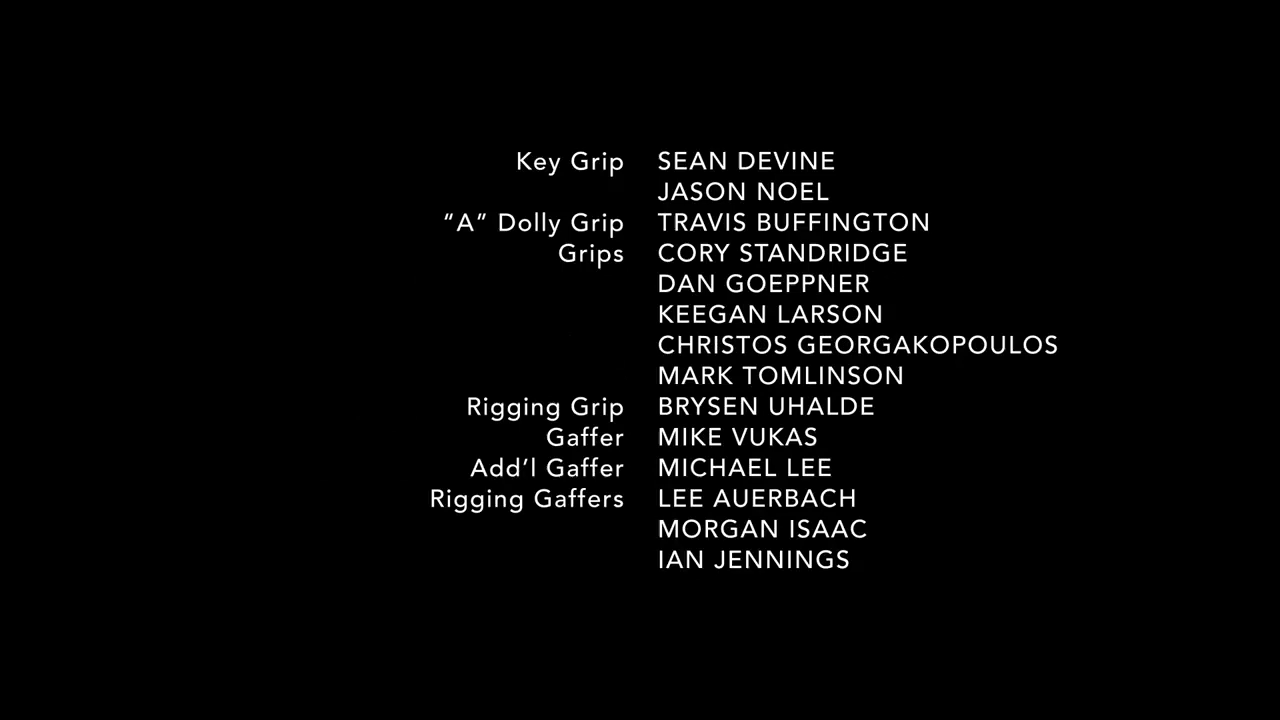 Key Grip SEAN DEVINE
JASON NOEL
“A” Dolly Grip TRAVIS BUFFINGTON
Grips CORY STANDRIDGE
DAN GOEPPNER
KEEGAN LARSON
CHRISTOS GEORGAKOPOULOS
MARK TOMLINSON
Rigging Grip BRYSEN UHALDE
Gaffer MIKE VUKAS
Add’l Gaffer MICHAEL LEE
Rigging Gaffers LEE AUERBACH
MORGAN ISAAC
IAN JENNINGS